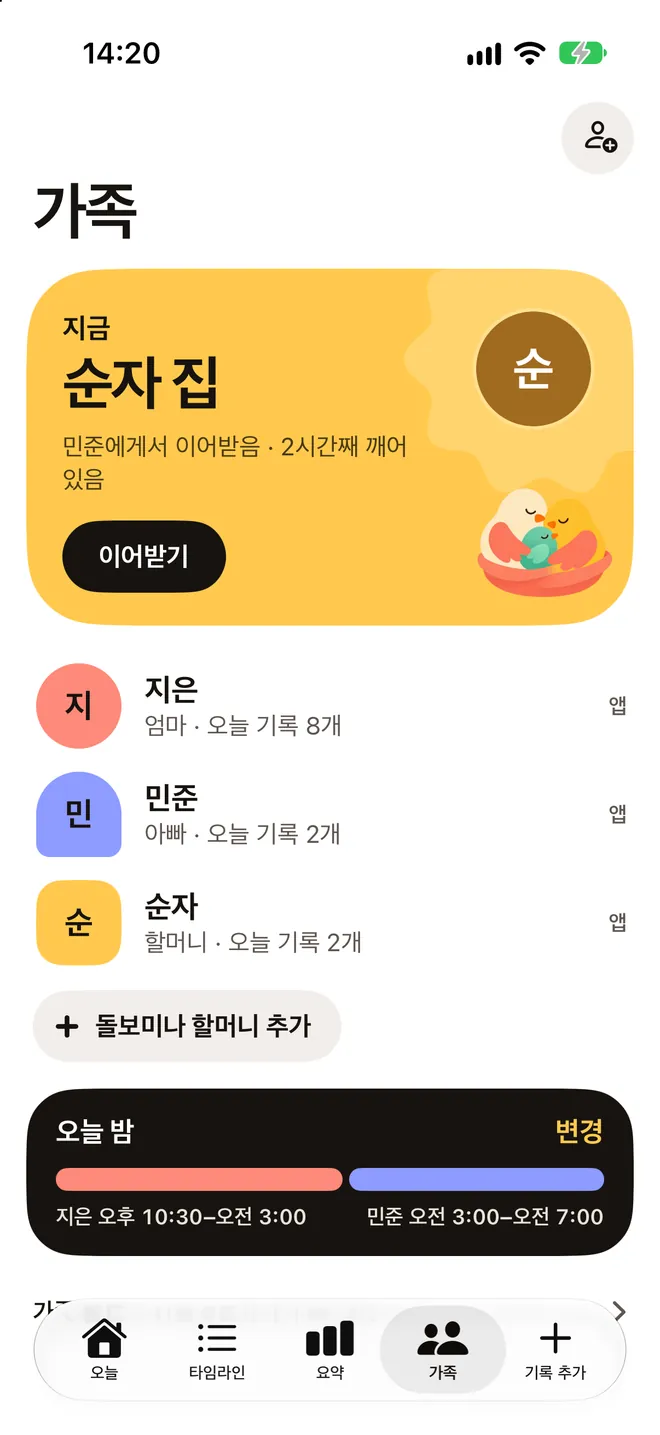 14:20
가족
지금
순자 집
순
민준에게서 이어받음 · 2시간째 깨어
있음
이어받기
지
지은
엄마 · 오늘 기록 8개
앱
민
민준
아빠 · 오늘 기록 2개
앱
순
순자
할머니 · 오늘 기록 2개
앱
돌보미나 할머니 추가
오늘 밤
변경
지은 오후 10:30–오전 3:00
민준 오전 3:00–오전 7:00
오늘
타임라인
요약
가족
기록 추가